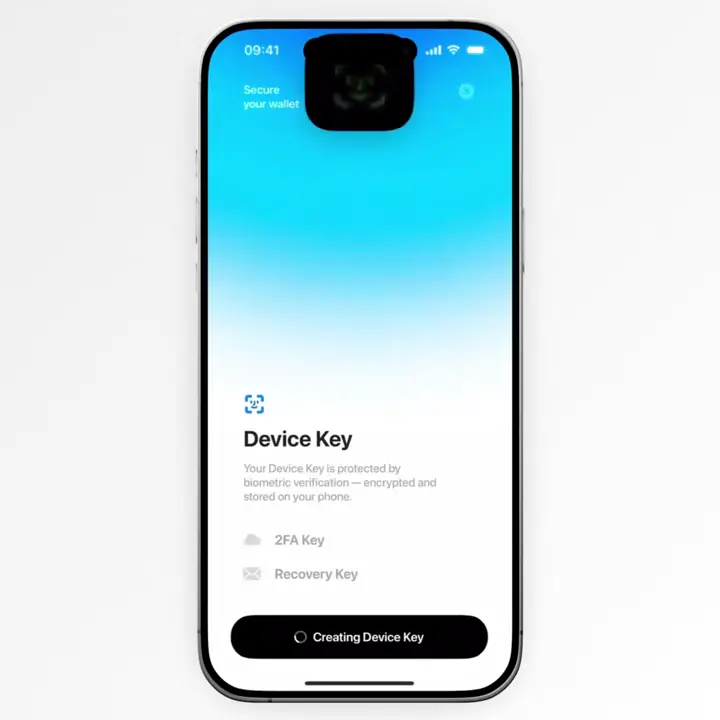 09:41
Secure
your wallet
Device Key
Your Device Key is protected by
biometric verification — encrypted and
stored on your phone.
2FA Key
Recovery Key
Creating Device Key